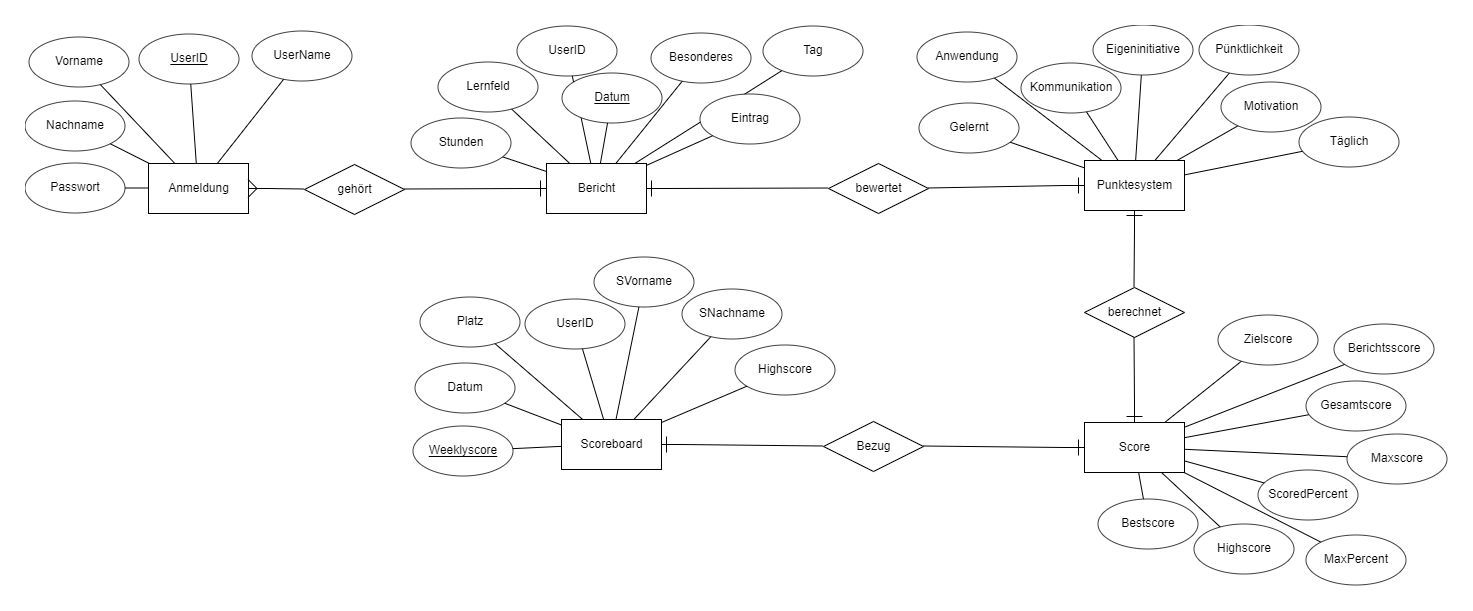 Vorname
UserID
UserName
Nachname
Passwort
Anmeldung
gehört
UserID
Besonderes
Tag
Lernfeld
Datum
Eintrag
Stunden
Bericht
bewertet
Anwendung
Eigeninitiative
Pünktlichkeit
Kommunikation
Motivation
Gelernt
Täglich
Punktesystem
berechnet
SVorname
Platz
UserID
SNachname
Highscore
Datum
Weeklyscore
Scoreboard
Bezug
Score
Zielscore
Berichtsscore
Gesamtscore
Maxscore
ScoredPercent
Bestscore
Highscore
MaxPercent